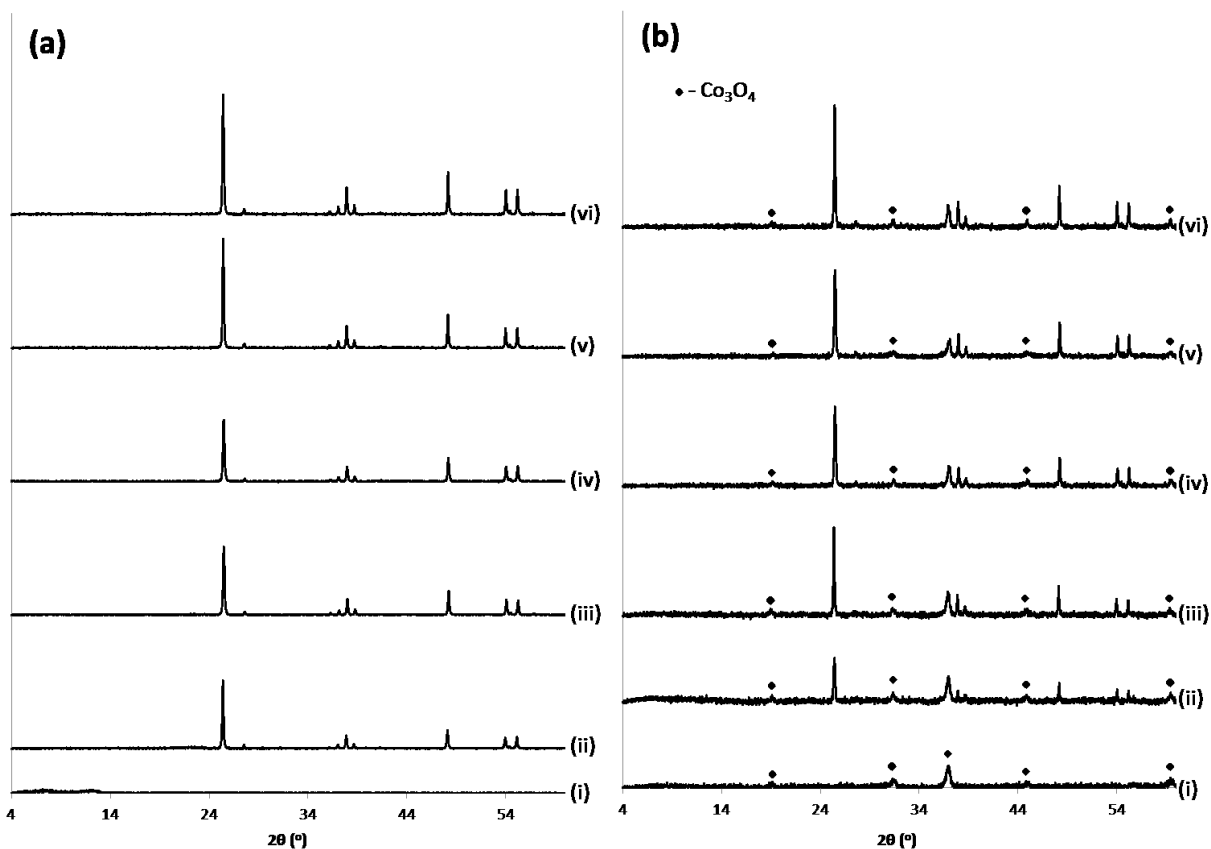 (a)
(vi)
(v)
(iv)
(iii)
(ii)
(i)
4 14 24 34 44 54
2θ (°)
(b)
♦ - Co₃O₄
(vi)
(v)
(iv)
(iii)
(ii)
(i)
4 14 24 34 44 54
2θ (°)